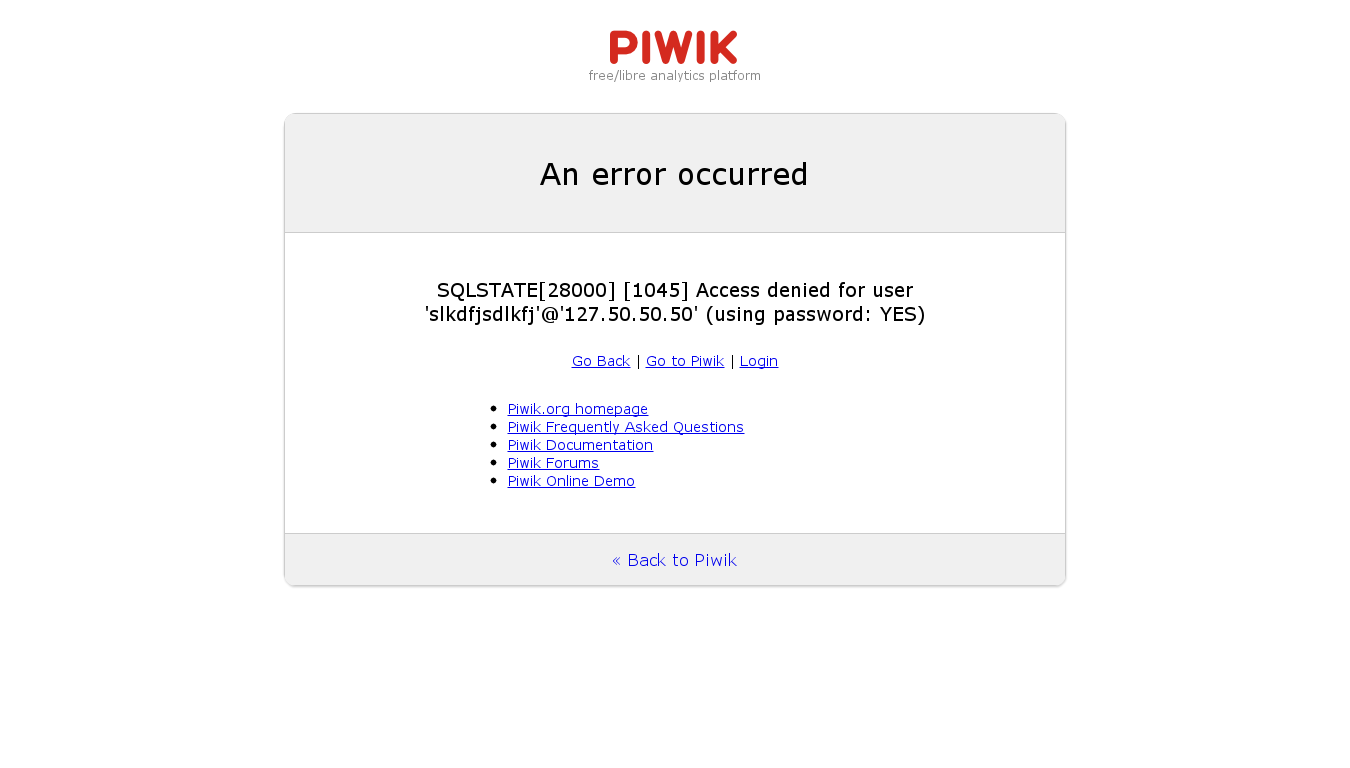 PIWIK
free/libre analytics platform
An error occurred
SQLSTATE[28000] [1045] Access denied for user
'slkdfjsdlkfj'@'127.50.50.50' (using password: YES)
Go Back | Go to Piwik | Login
Piwik.org homepage
Piwik Frequently Asked Questions
Piwik Documentation
Piwik Forums
Piwik Online Demo
« Back to Piwik